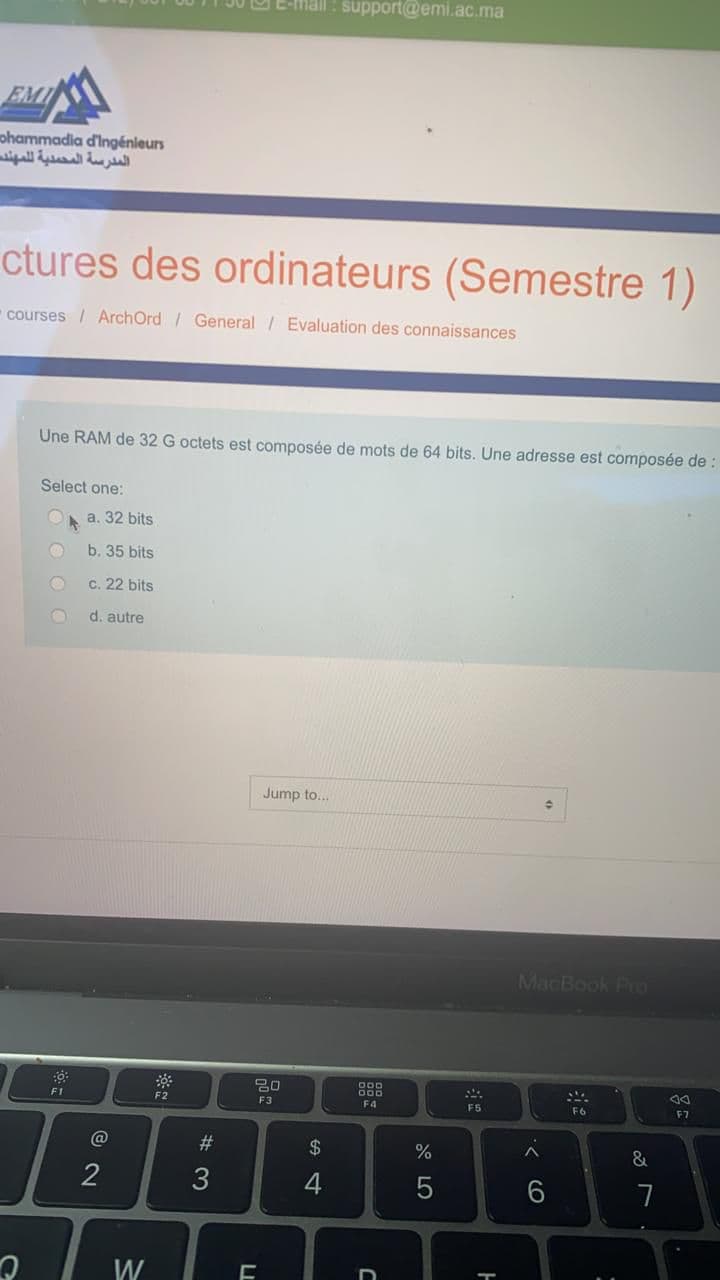 E-mail : support@emi.ac.ma
EMI
ohammadia d'Ingénieurs
المدرسة المحمدية للمهند
ctures des ordinateurs (Semestre 1)
courses / ArchOrd / General / Evaluation des connaissances
Une RAM de 32 G octets est composée de mots de 64 bits. Une adresse est composée de :
Select one:
a. 32 bits
b. 35 bits
c. 22 bits
d. autre
Jump to...
MacBook Pro
F1 F2 F3 F4 F5 F6 F7
@ # $ % ^ &
2 3 4 5 6 7
Q W